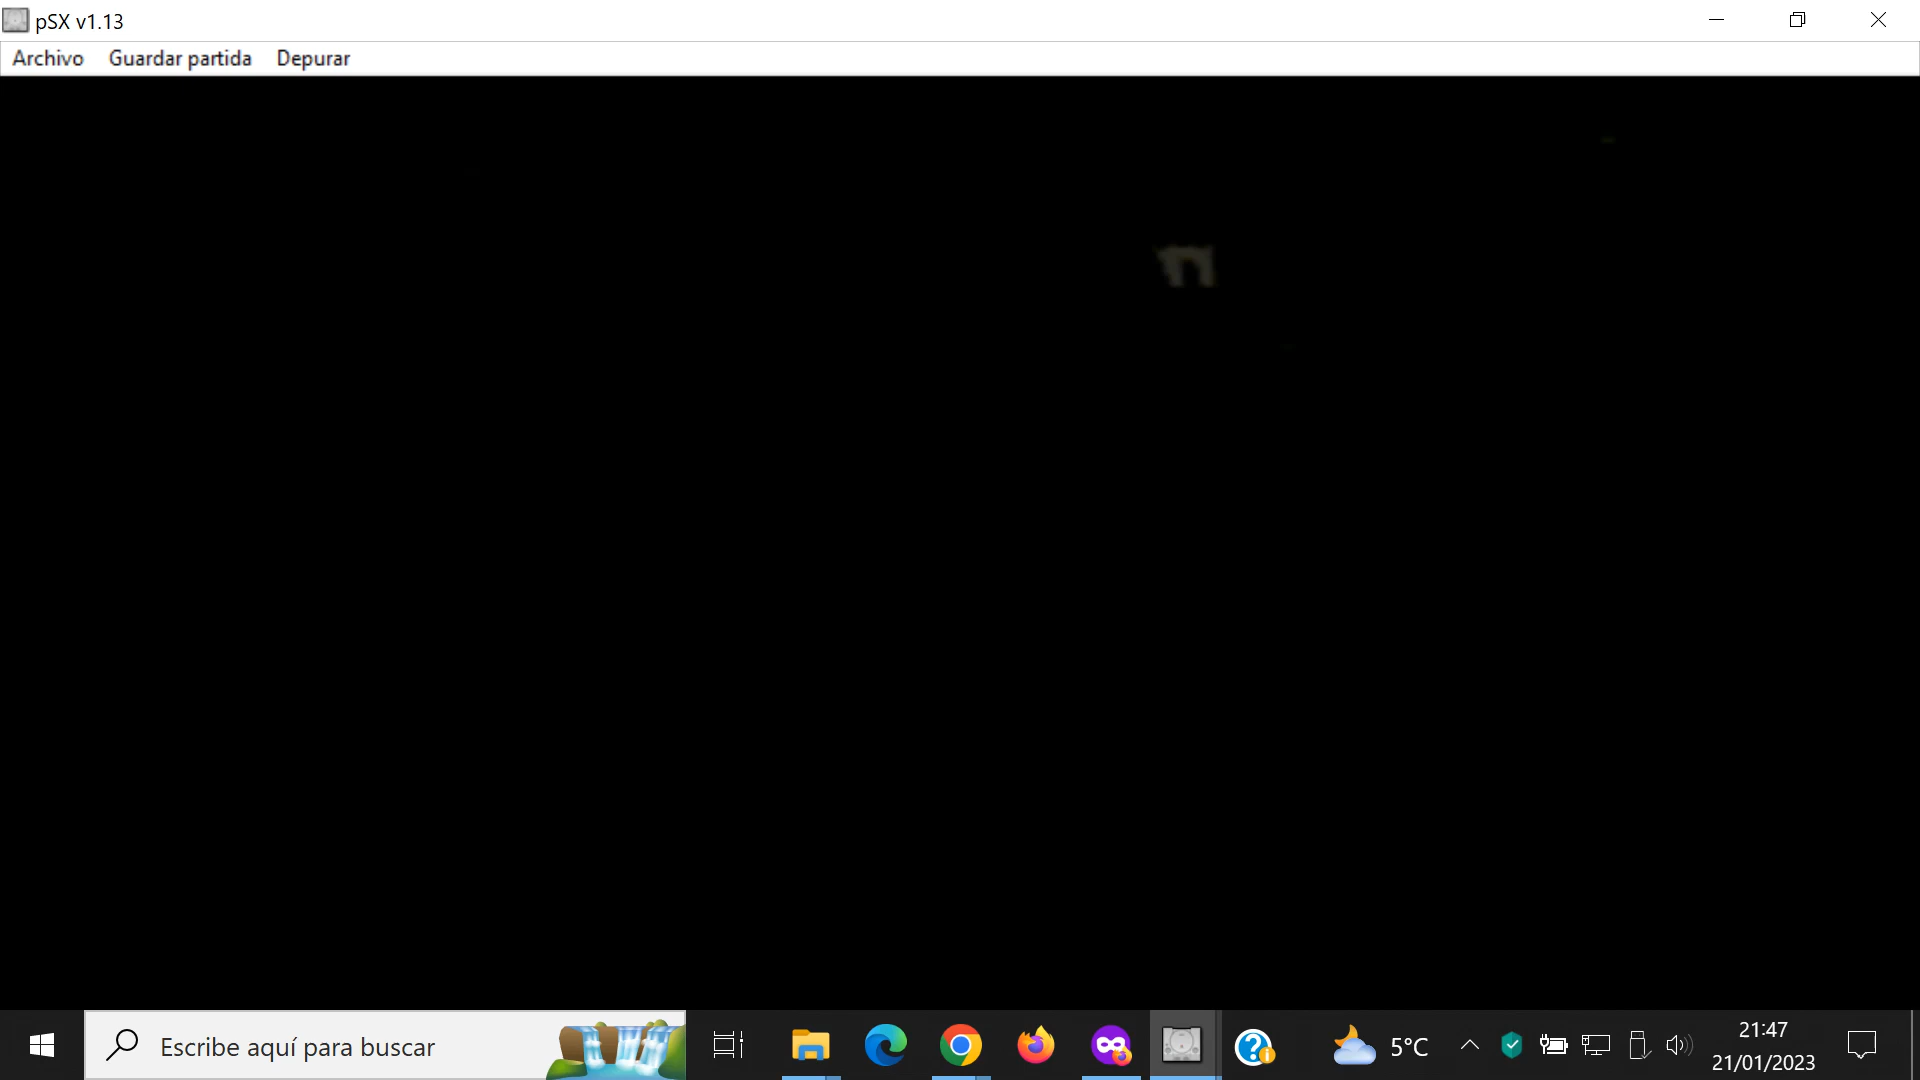 pSX v1.13
Archivo Guardar partida Depurar
Escribe aquí para buscar
5°C
21:47
21/01/2023